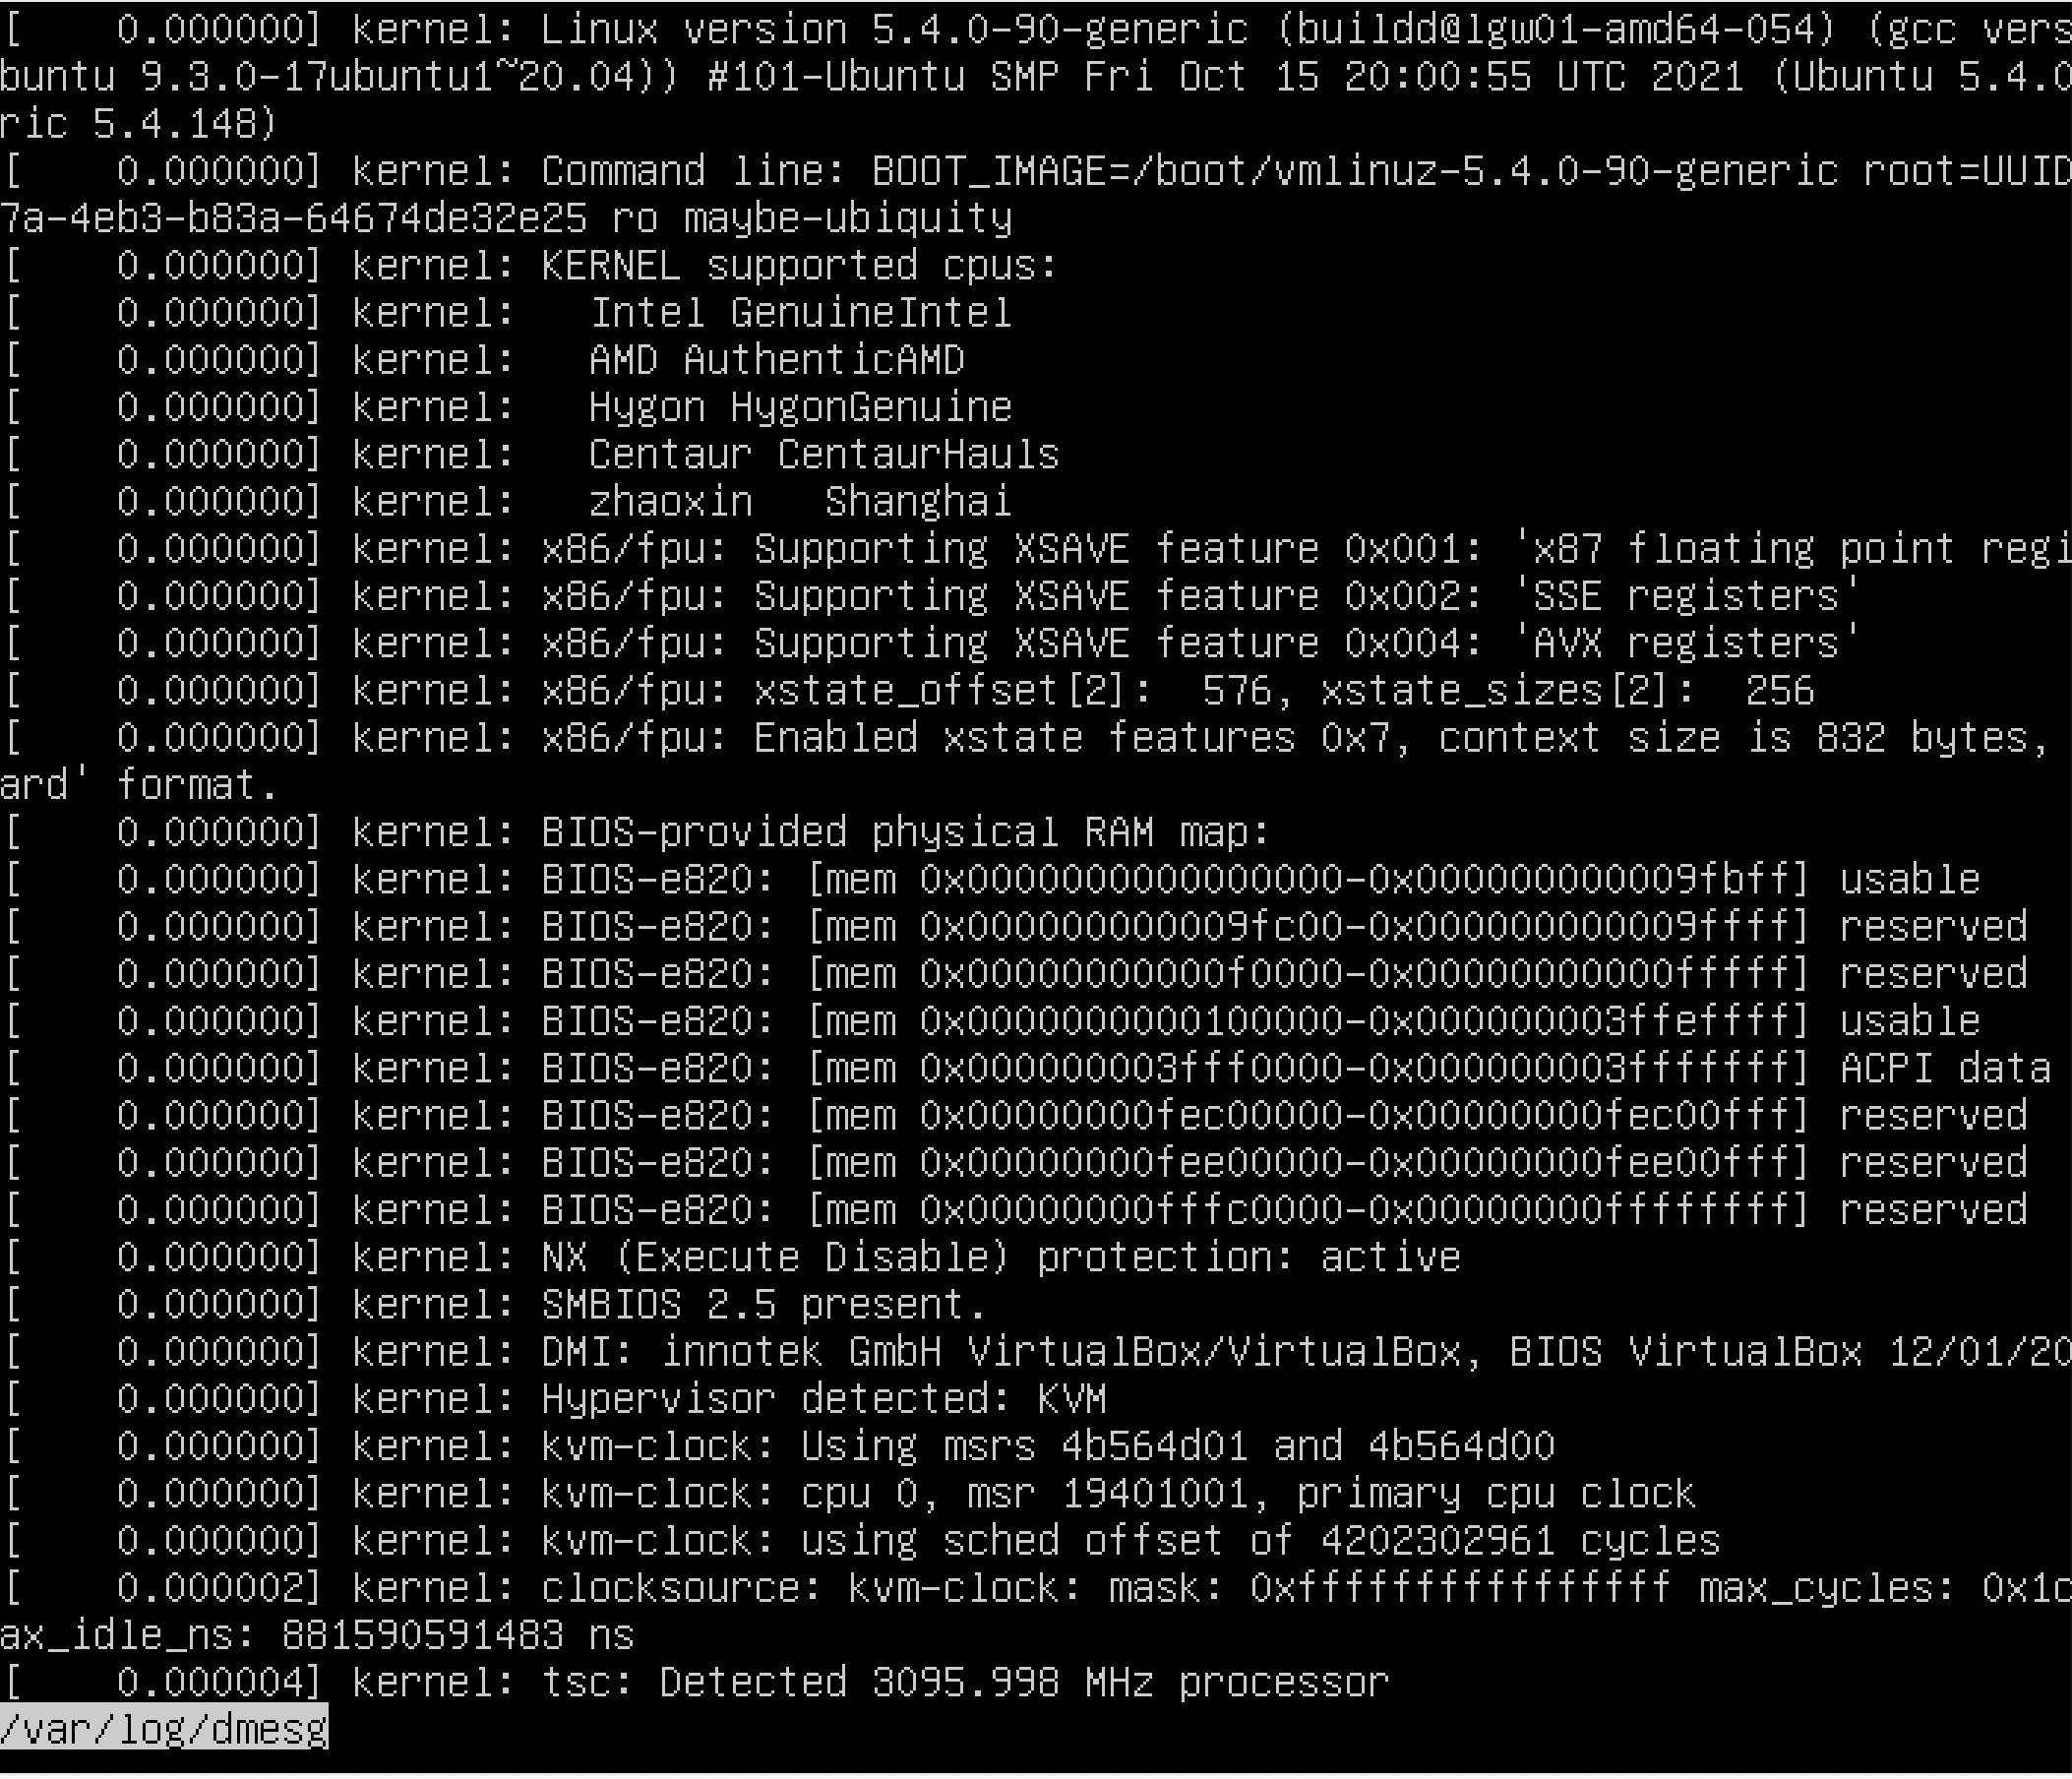 [    0.000000] kernel: Linux version 5.4.0-90-generic (buildd@lgw01-amd64-054) (gcc vers
buntu 9.3.0-17ubuntu1~20.04)) #101-Ubuntu SMP Fri Oct 15 20:00:55 UTC 2021 (Ubuntu 5.4.0
ric 5.4.148)
[    0.000000] kernel: Command line: BOOT_IMAGE=/boot/vmlinuz-5.4.0-90-generic root=UUID
7a-4eb3-b83a-64674de32e25 ro maybe-ubiquity
[    0.000000] kernel: KERNEL supported cpus:
[    0.000000] kernel:   Intel GenuineIntel
[    0.000000] kernel:   AMD AuthenticAMD
[    0.000000] kernel:   Hygon HygonGenuine
[    0.000000] kernel:   Centaur CentaurHauls
[    0.000000] kernel:   zhaoxin   Shanghai
[    0.000000] kernel: x86/fpu: Supporting XSAVE feature 0x001: 'x87 floating point regi
[    0.000000] kernel: x86/fpu: Supporting XSAVE feature 0x002: 'SSE registers'
[    0.000000] kernel: x86/fpu: Supporting XSAVE feature 0x004: 'AVX registers'
[    0.000000] kernel: x86/fpu: xstate_offset[2]:  576, xstate_sizes[2]:  256
[    0.000000] kernel: x86/fpu: Enabled xstate features 0x7, context size is 832 bytes,
ard' format.
[    0.000000] kernel: BIOS-provided physical RAM map:
[    0.000000] kernel: BIOS-e820: [mem 0x0000000000000000-0x000000000009fbff] usable
[    0.000000] kernel: BIOS-e820: [mem 0x000000000009fc00-0x000000000009ffff] reserved
[    0.000000] kernel: BIOS-e820: [mem 0x00000000000f0000-0x00000000000fffff] reserved
[    0.000000] kernel: BIOS-e820: [mem 0x0000000000100000-0x000000003ffeffff] usable
[    0.000000] kernel: BIOS-e820: [mem 0x000000003fff0000-0x000000003fffffff] ACPI data
[    0.000000] kernel: BIOS-e820: [mem 0x00000000fec00000-0x00000000fec00fff] reserved
[    0.000000] kernel: BIOS-e820: [mem 0x00000000fee00000-0x00000000fee00fff] reserved
[    0.000000] kernel: BIOS-e820: [mem 0x00000000fffc0000-0x00000000ffffffff] reserved
[    0.000000] kernel: NX (Execute Disable) protection: active
[    0.000000] kernel: SMBIOS 2.5 present.
[    0.000000] kernel: DMI: innotek GmbH VirtualBox/VirtualBox, BIOS VirtualBox 12/01/20
[    0.000000] kernel: Hypervisor detected: KVM
[    0.000000] kernel: kvm-clock: Using msrs 4b564d01 and 4b564d00
[    0.000000] kernel: kvm-clock: cpu 0, msr 19401001, primary cpu clock
[    0.000000] kernel: kvm-clock: using sched offset of 4202302961 cycles
[    0.000002] kernel: clocksource: kvm-clock: mask: 0xffffffffffffffff max_cycles: 0x1c
ax_idle_ns: 881590591483 ns
[    0.000004] kernel: tsc: Detected 3095.998 MHz processor
/var/log/dmesg